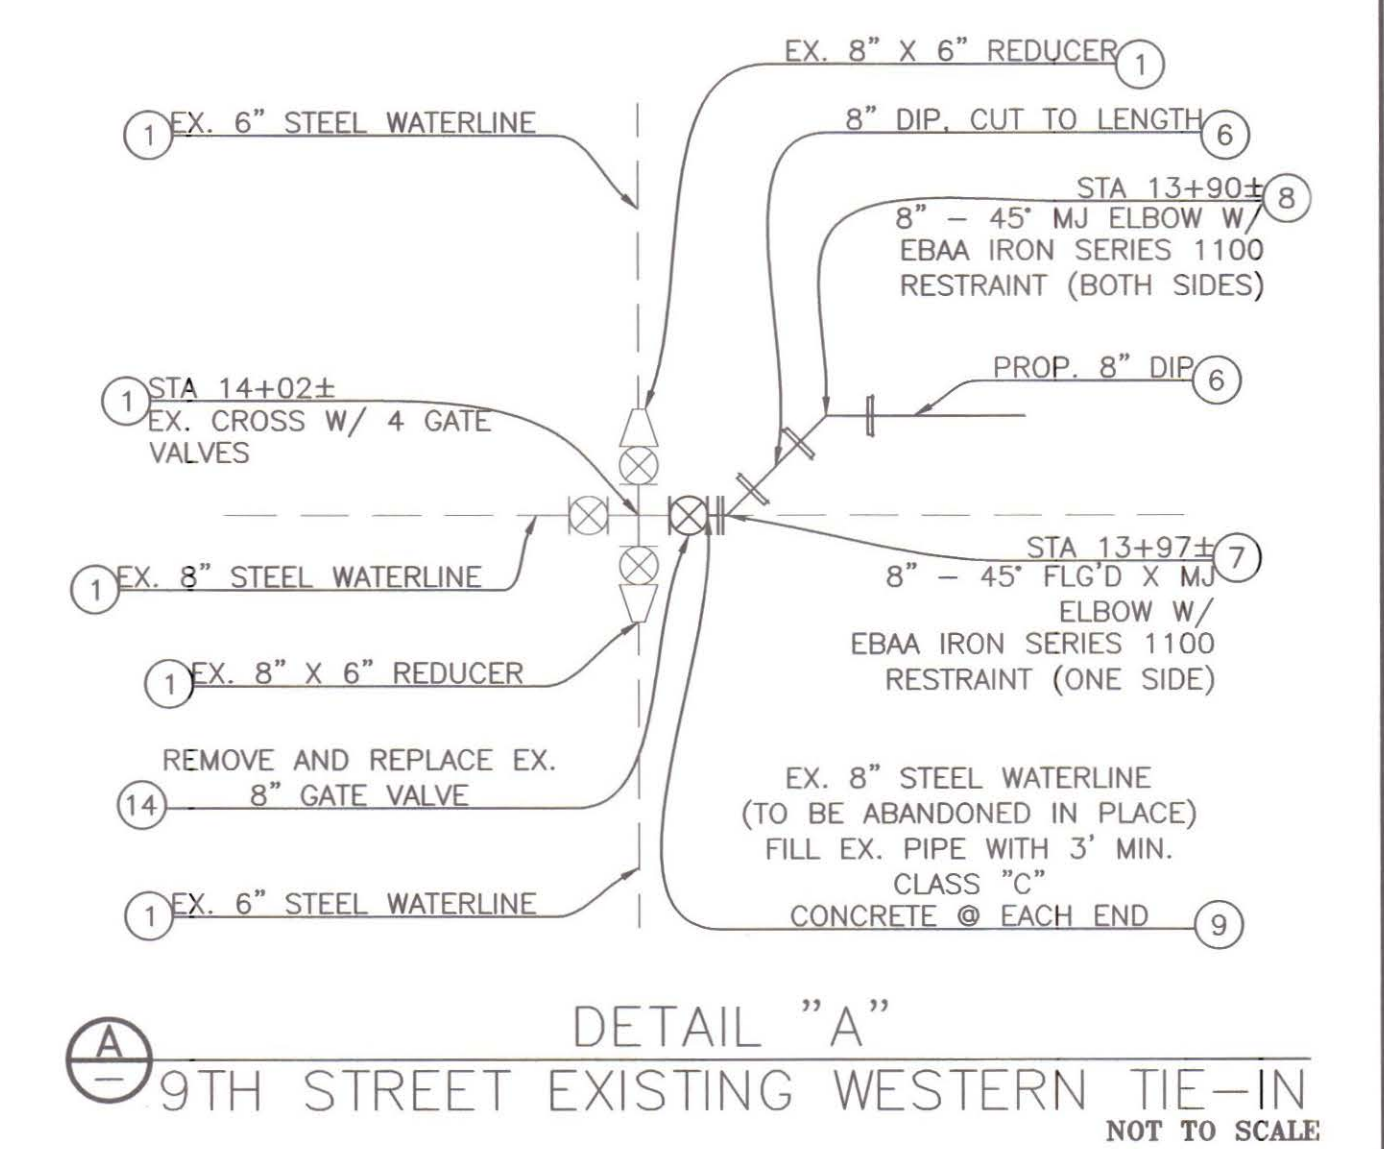 EX. 8" X 6" REDUCER 1
1 EX. 6" STEEL WATERLINE
8" DIP, CUT TO LENGTH 6
STA 13+90± 8
8" - 45° MJ ELBOW W/
EBAA IRON SERIES 1100
RESTRAINT (BOTH SIDES)
PROP. 8" DIP 6
1 STA 14+02±
EX. CROSS W/ 4 GATE
VALVES
STA 13+97± 7
8" - 45° FLG'D X MJ
ELBOW W/
EBAA IRON SERIES 1100
RESTRAINT (ONE SIDE)
1 EX. 8" STEEL WATERLINE
1 EX. 8" X 6" REDUCER
REMOVE AND REPLACE EX.
14 8" GATE VALVE
EX. 8" STEEL WATERLINE
(TO BE ABANDONED IN PLACE)
FILL EX. PIPE WITH 3' MIN.
CLASS "C"
CONCRETE @ EACH END 9
1 EX. 6" STEEL WATERLINE
DETAIL "A"
A
–
9TH STREET EXISTING WESTERN TIE-IN
NOT TO SCALE